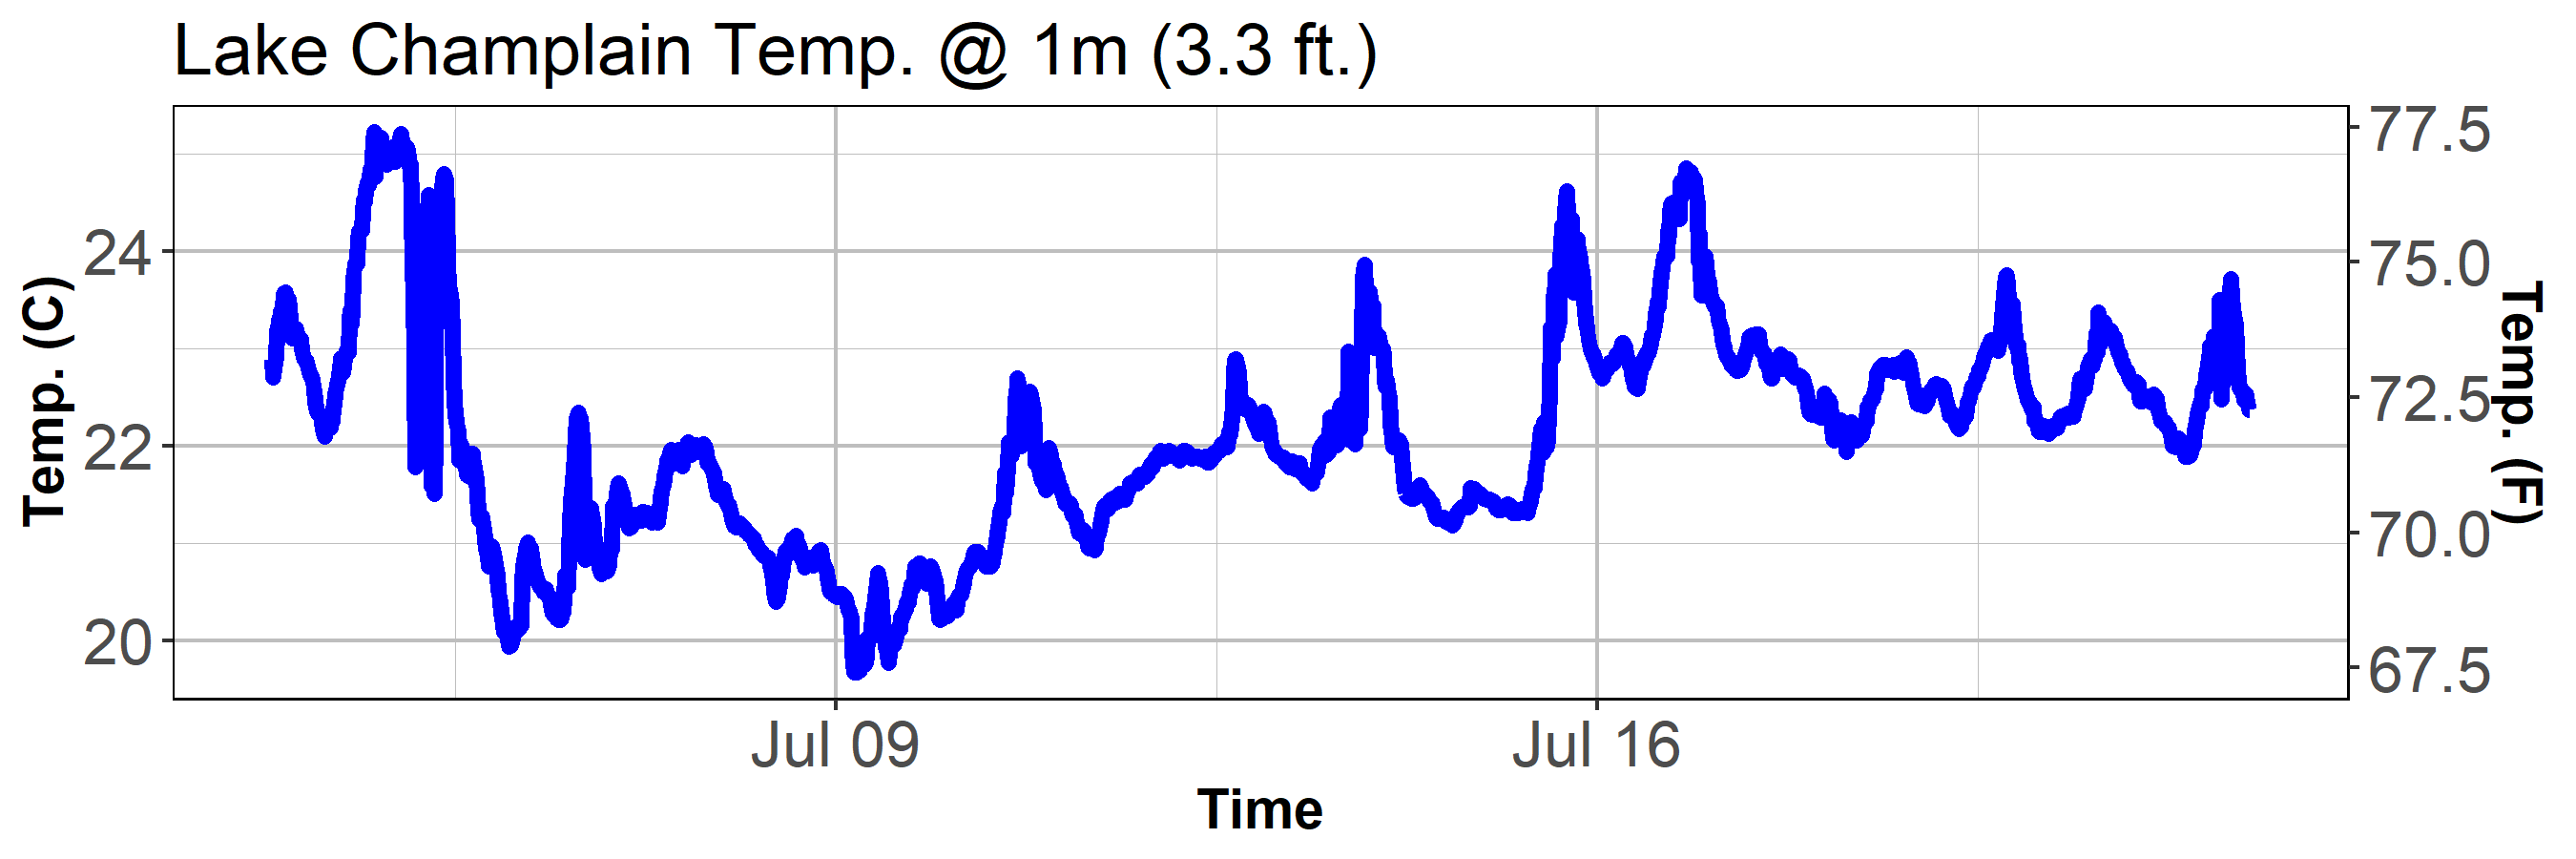 Lake Champlain Temp. @ 1m (3.3 ft.)
Temp. (C)
24
22
20
77.5
75.0
72.5
70.0
67.5
Temp. (F)
Jul 09
Jul 16
Time